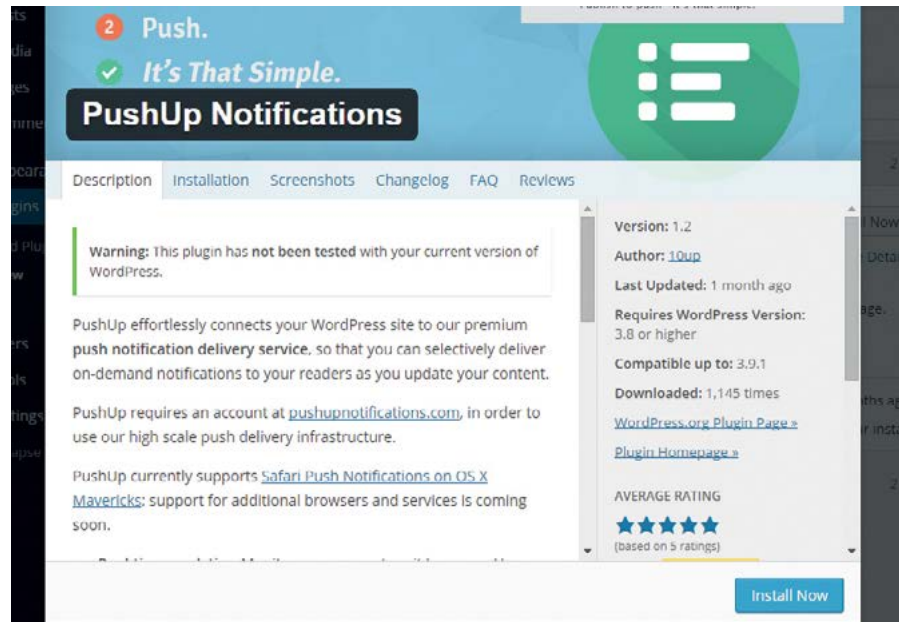 2 Push.
It's That Simple.
PushUp Notifications
Description Installation Screenshots Changelog FAQ Reviews
Warning: This plugin has not been tested with your current version of
WordPress.
PushUp effortlessly connects your WordPress site to our premium
push notification delivery service, so that you can selectively deliver
on-demand notifications to your readers as you update your content.
PushUp requires an account at pushupnotifications.com, in order to
use our high scale push delivery infrastructure.
PushUp currently supports Safari Push Notifications on OS X
Mavericks; support for additional browsers and services is coming
soon.
Version: 1.2
Author: 10up
Last Updated: 1 month ago
Requires WordPress Version:
3.8 or higher
Compatible up to: 3.9.1
Downloaded: 1,145 times
WordPress.org Plugin Page »
Plugin Homepage »
AVERAGE RATING
(based on 5 ratings)
Install Now